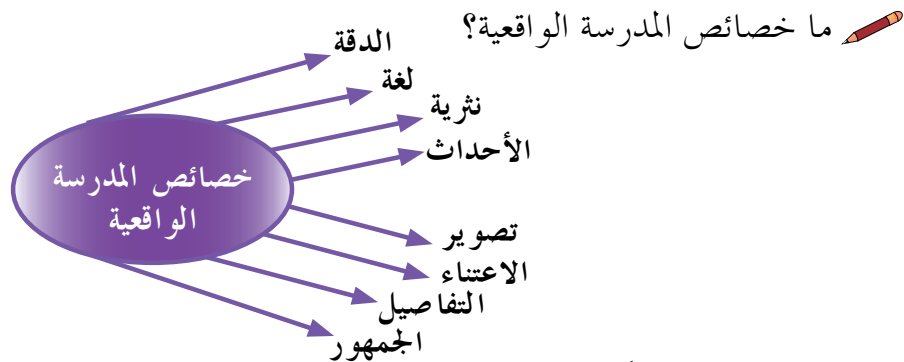 ما خصائص المدرسة الواقعية؟
الدقة
لغة
نثرية
الأحداث
خصائص المدرسة
الواقعية
تصوير
الاعتناء
التفاصيل
الجمهور